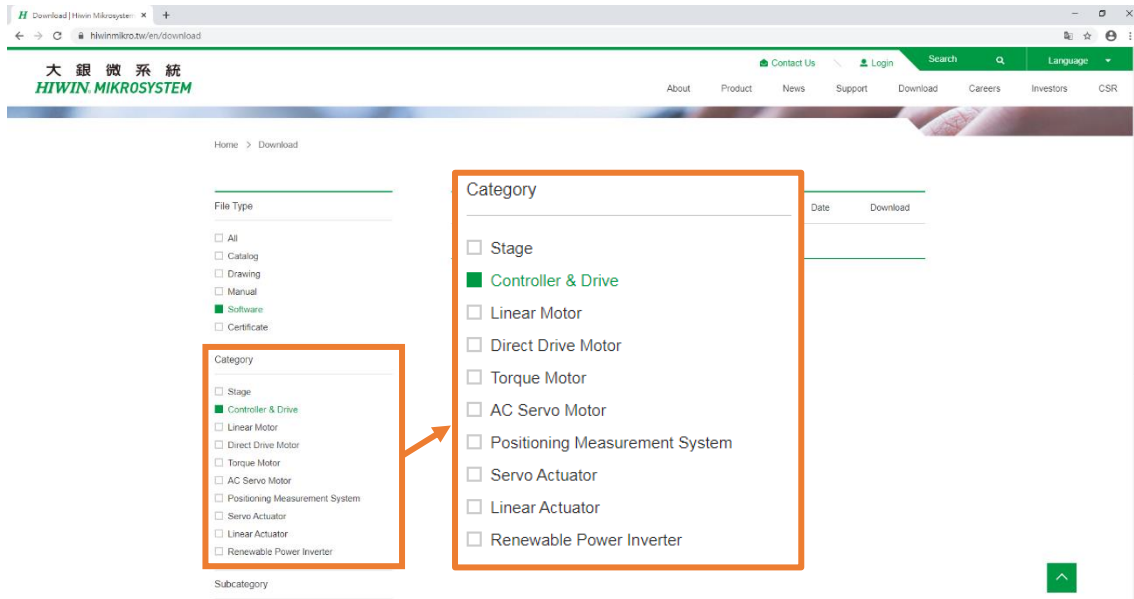 Download | Hiwin Mikrosystem
hiwinmikro.tw/en/download
大銀微系統
HIWIN. MIKROSYSTEM
Contact Us
Login
Search
Language
About Product News Support Download Careers Investors CSR
Home > Download
File Type
All
Catalog
Drawing
Manual
Software
Certificate
Category
Stage
Controller & Drive
Linear Motor
Direct Drive Motor
Torque Motor
AC Servo Motor
Positioning Measurement System
Servo Actuator
Linear Actuator
Renewable Power Inverter
Subcategory
Category
Stage
Controller & Drive
Linear Motor
Direct Drive Motor
Torque Motor
AC Servo Motor
Positioning Measurement System
Servo Actuator
Linear Actuator
Renewable Power Inverter
Date Download